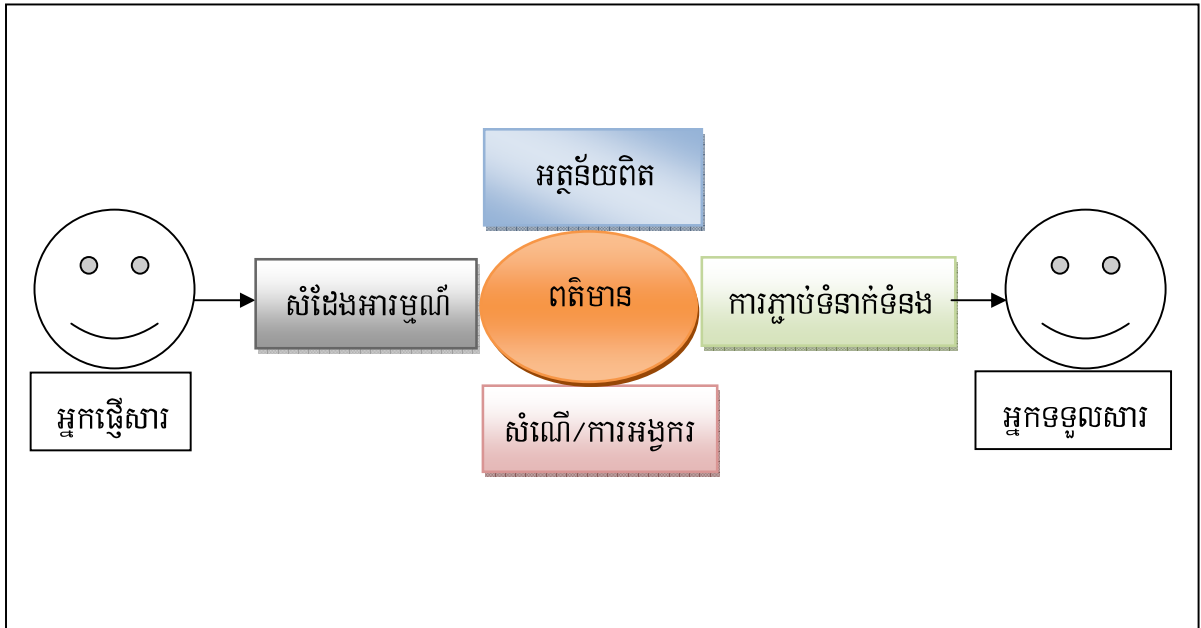 អត្ថន័យពិត
សំដែងអារម្មណ៍
ពត៌មាន
ការភ្ជាប់ទំនាក់ទំនង
អ្នកផ្ញើសារ
សំណើ/ការអង្វករ
អ្នកទទួលសារ